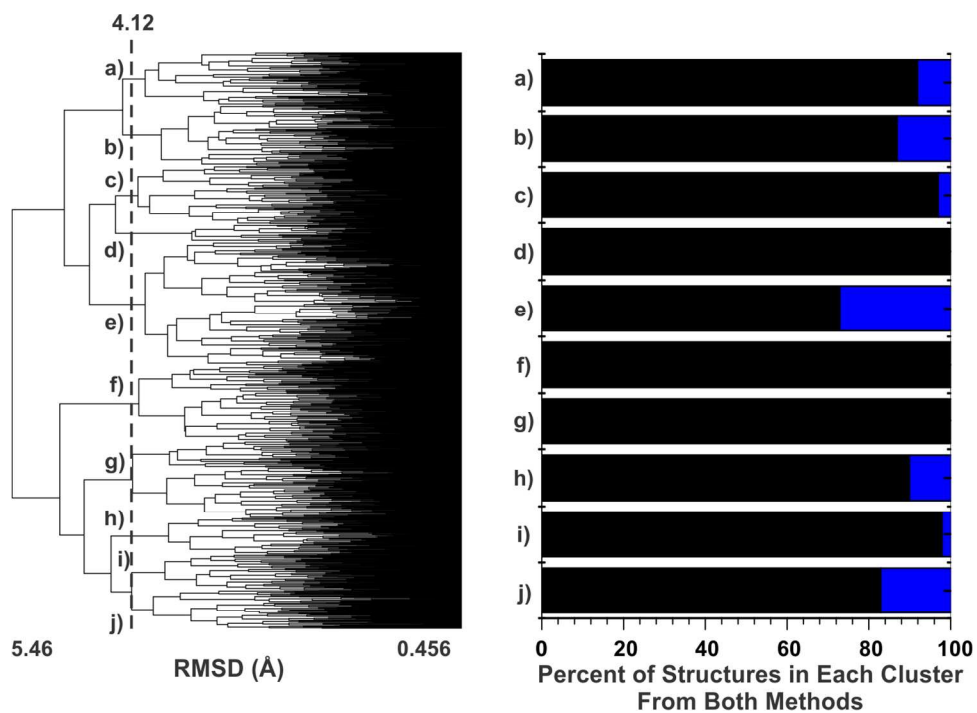 4.12
a)
b)
c)
d)
e)
f)
g)
h)
i)
j)
5.46
0.456
RMSD (Å)
a)
b)
c)
d)
e)
f)
g)
h)
i)
j)
0 20 40 60 80 100
Percent of Structures in Each Cluster
From Both Methods